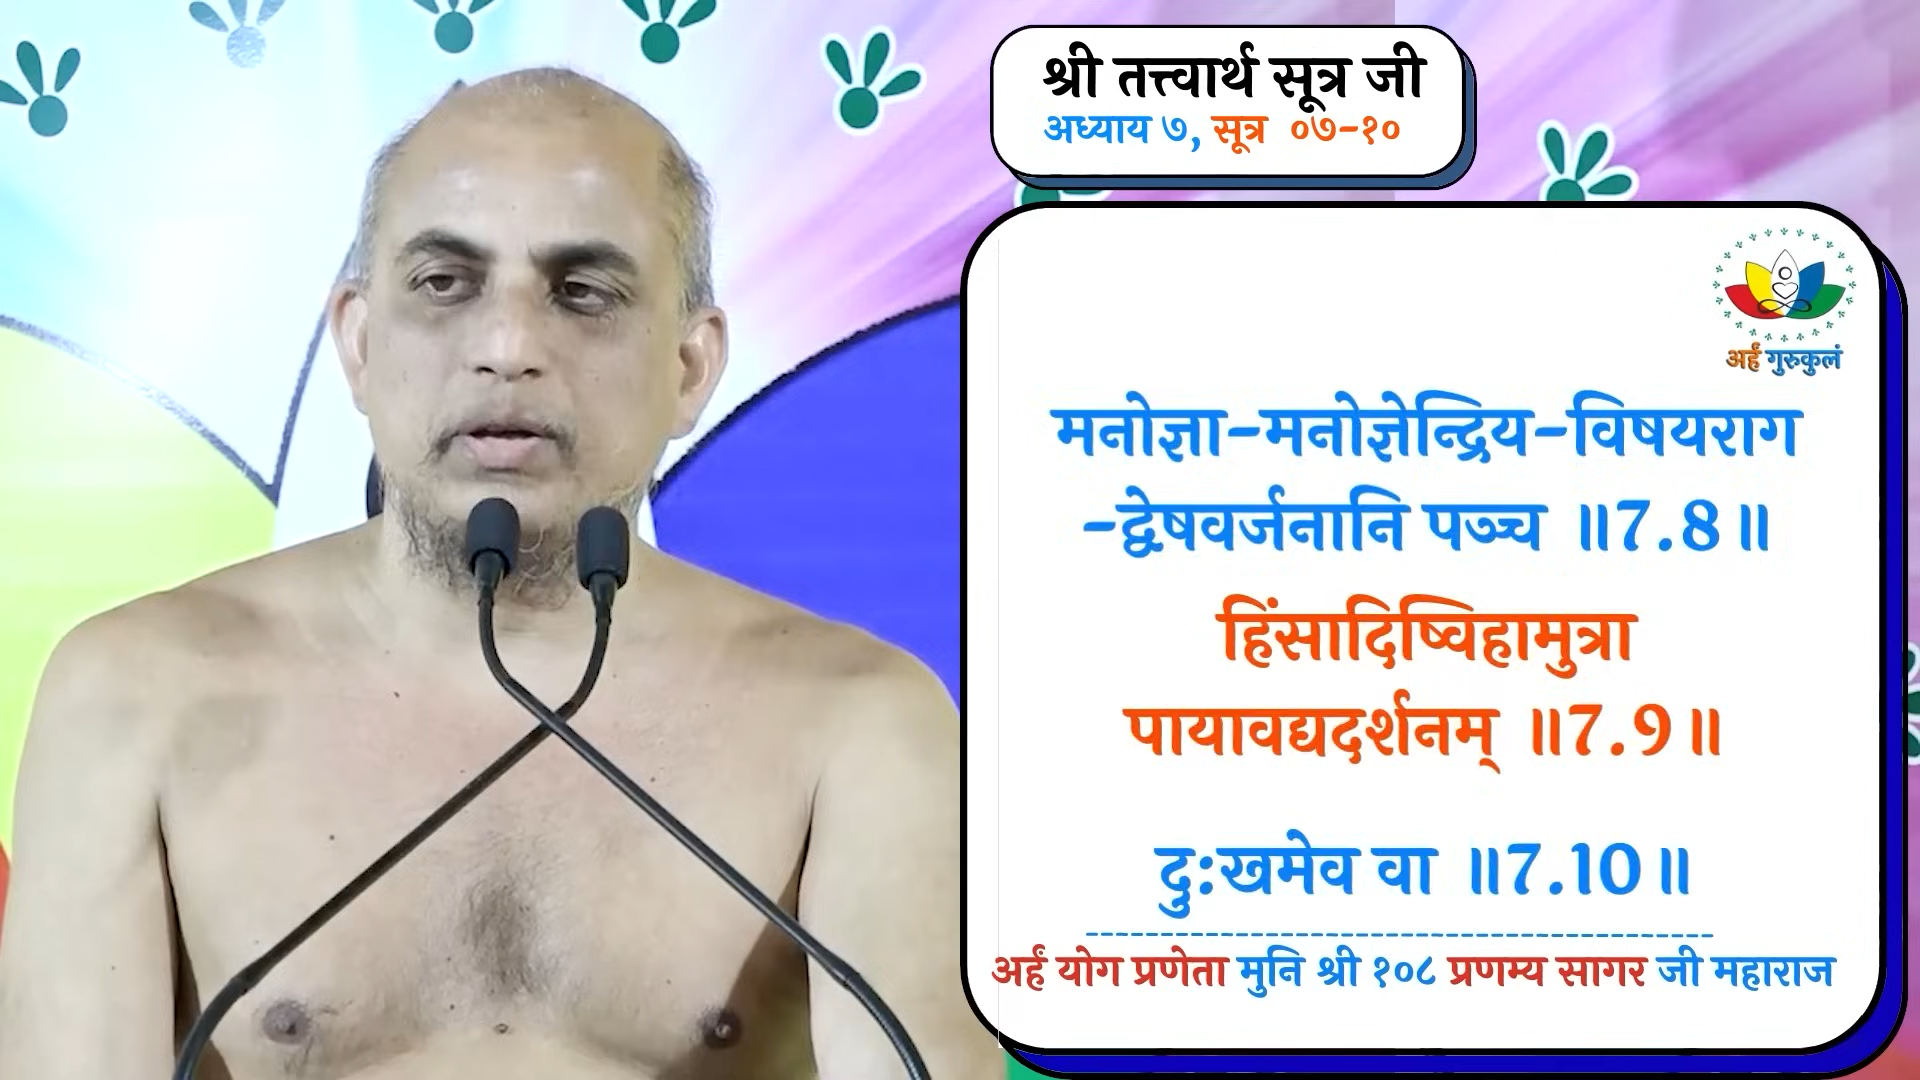 श्री तत्त्वार्थ सूत्र जी
अध्याय ७, सूत्र ०७-१०
अर्हं गुरुकुलं
मनोज्ञा-मनोज्ञेन्द्रिय-विषयराग
-द्वेषवर्जनानि पञ्च ॥7.8॥
हिंसादिष्विहामुत्रा
पायावद्यदर्शनम् ॥7.9॥
दुःखमेव वा ॥7.10॥
अर्हं योग प्रणेता मुनि श्री १०८ प्रणम्य सागर जी महाराज